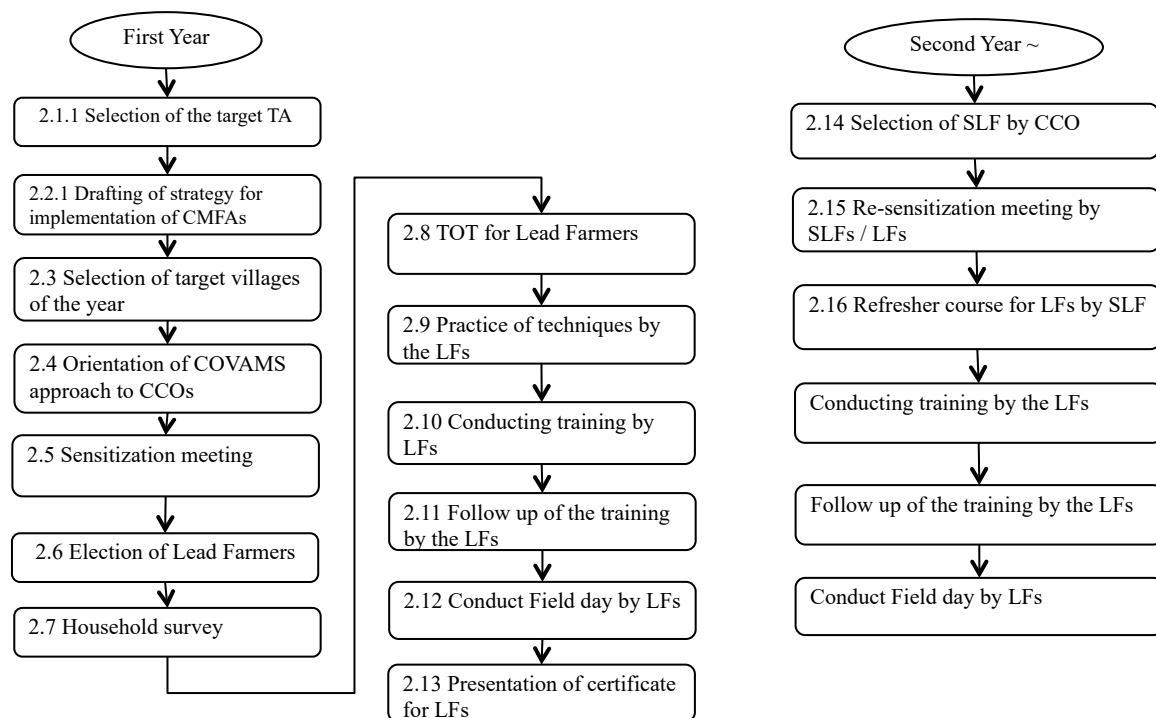 First Year
2.1.1 Selection of the target TA
2.2.1 Drafting of strategy for
implementation of CMFAs
2.3 Selection of target villages
of the year
2.4 Orientation of COVAMS
approach to CCOs
2.5 Sensitization meeting
2.6 Election of Lead Farmers
2.7 Household survey
2.8 TOT for Lead Farmers
2.9 Practice of techniques by
the LFs
2.10 Conducting training by
LFs
2.11 Follow up of the training
by the LFs
2.12 Conduct Field day by LFs
2.13 Presentation of certificate
for LFs
Second Year ~
2.14 Selection of SLF by CCO
2.15 Re-sensitization meeting by
SLFs / LFs
2.16 Refresher course for LFs by SLF
Conducting training by the LFs
Follow up of the training by the LFs
Conduct Field day by LFs